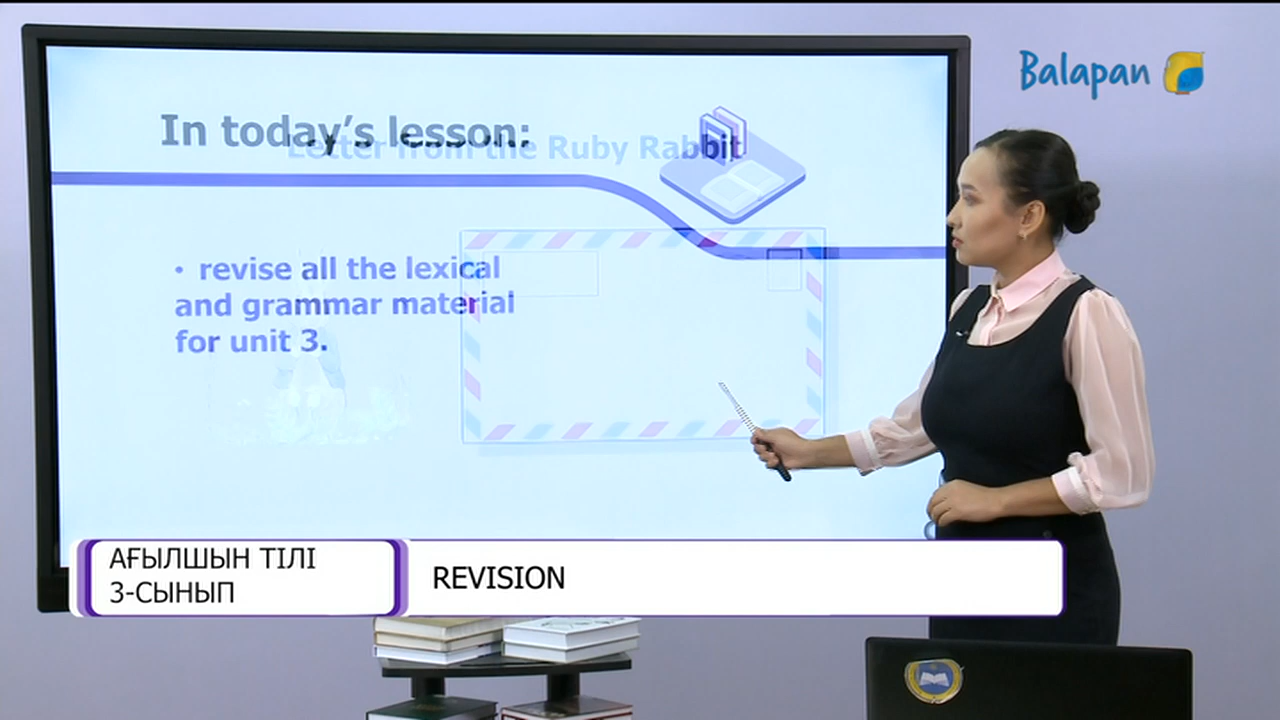 Balapan
In today's lesson:
Letter from the Ruby Rabbit
• revise all the lexical
and grammar material
for unit 3.
АҒЫЛШЫН ТІЛІ
3-СЫНЫП
REVISION